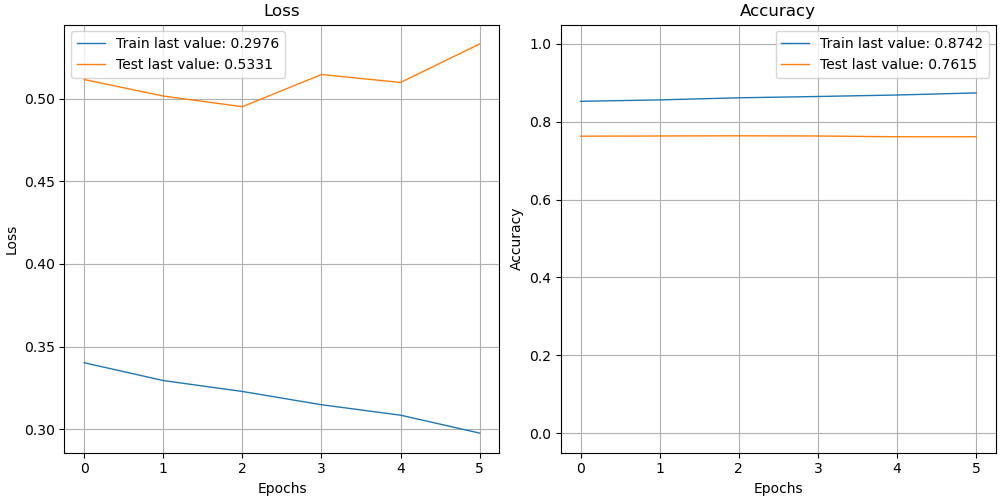 Loss
Train last value: 0.2976
Test last value: 0.5331
0.50
0.45
0.40
0.35
0.30
Loss
0 1 2 3 4 5
Epochs
Accuracy
Train last value: 0.8742
Test last value: 0.7615
1.0
0.8
0.6
0.4
0.2
0.0
Accuracy
0 1 2 3 4 5
Epochs